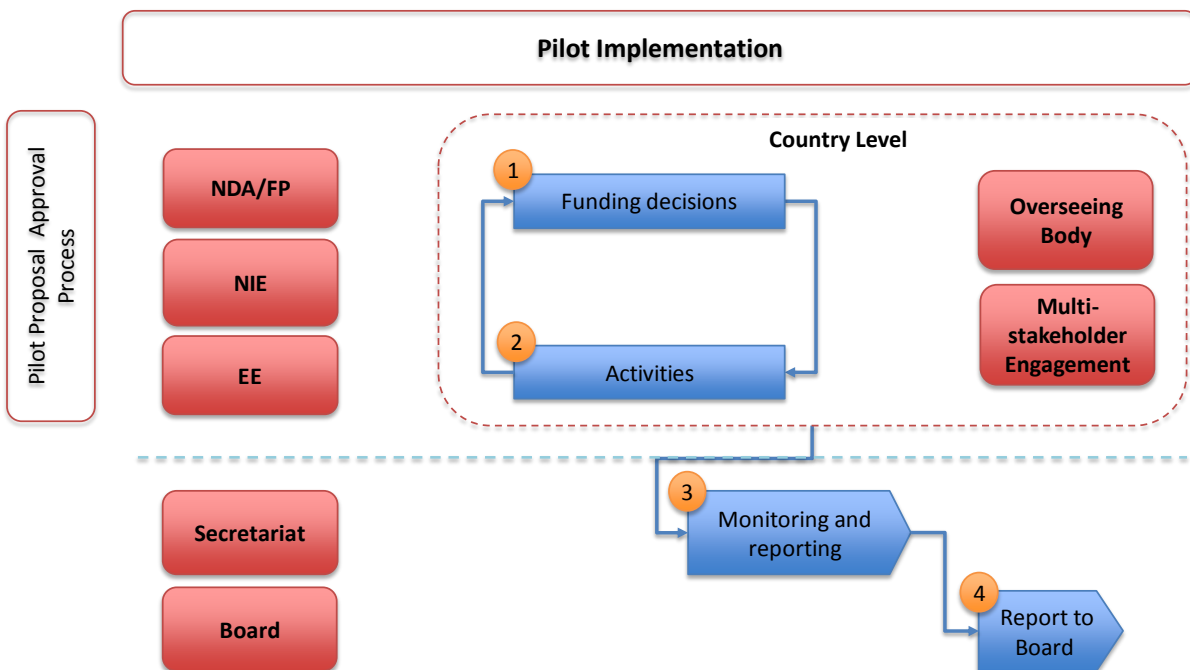 Pilot Implementation
Pilot Proposal Approval
Process
NDA/FP
NIE
EE
Country Level
1
Funding decisions
2
Activities
Overseeing
Body
Multi-
stakeholder
Engagement
Secretariat
Board
3
Monitoring and
reporting
4
Report to
Board